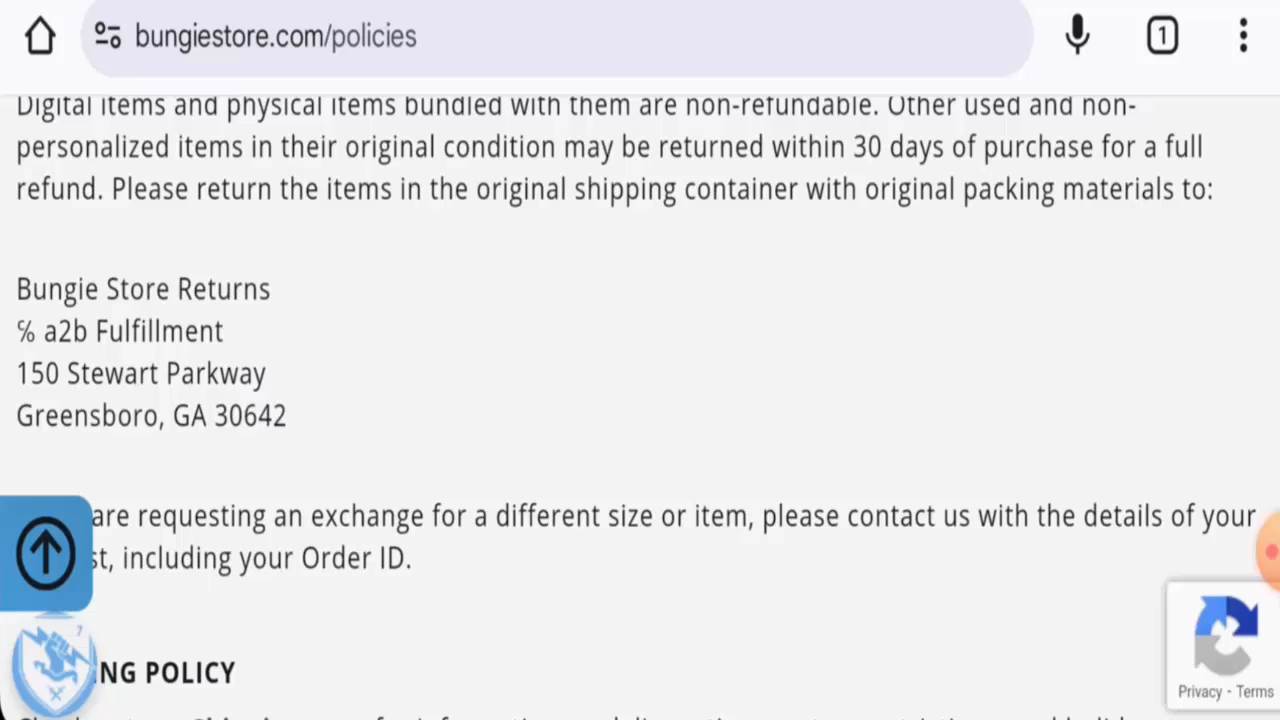 bungiestore.com/policies
1
Digital items and physical items bundled with them are non-refundable. Other used and non-
personalized items in their original condition may be returned within 30 days of purchase for a full
refund. Please return the items in the original shipping container with original packing materials to:
Bungie Store Returns
℅ a2b Fulfillment
150 Stewart Parkway
Greensboro, GA 30642
are requesting an exchange for a different size or item, please contact us with the details of your
st, including your Order ID.
7
NG POLICY
Privacy - Terms